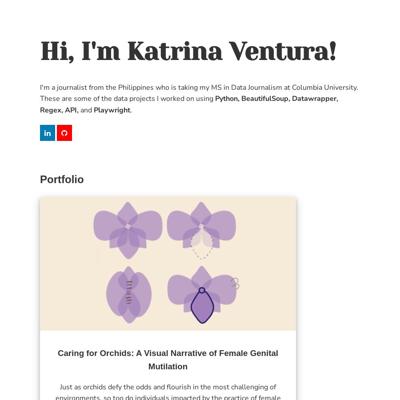 Hi, I'm Katrina Ventura!
I'm a journalist from the Philippines who is taking my MS in Data Journalism at Columbia University.
These are some of the data projects I worked on using Python, BeautifulSoup, Datawrapper,
Regex, API, and Playwright.
in
Portfolio
Caring for Orchids: A Visual Narrative of Female Genital
Mutilation
Just as orchids defy the odds and flourish in the most challenging of
environments, so too do individuals impacted by the practice of female